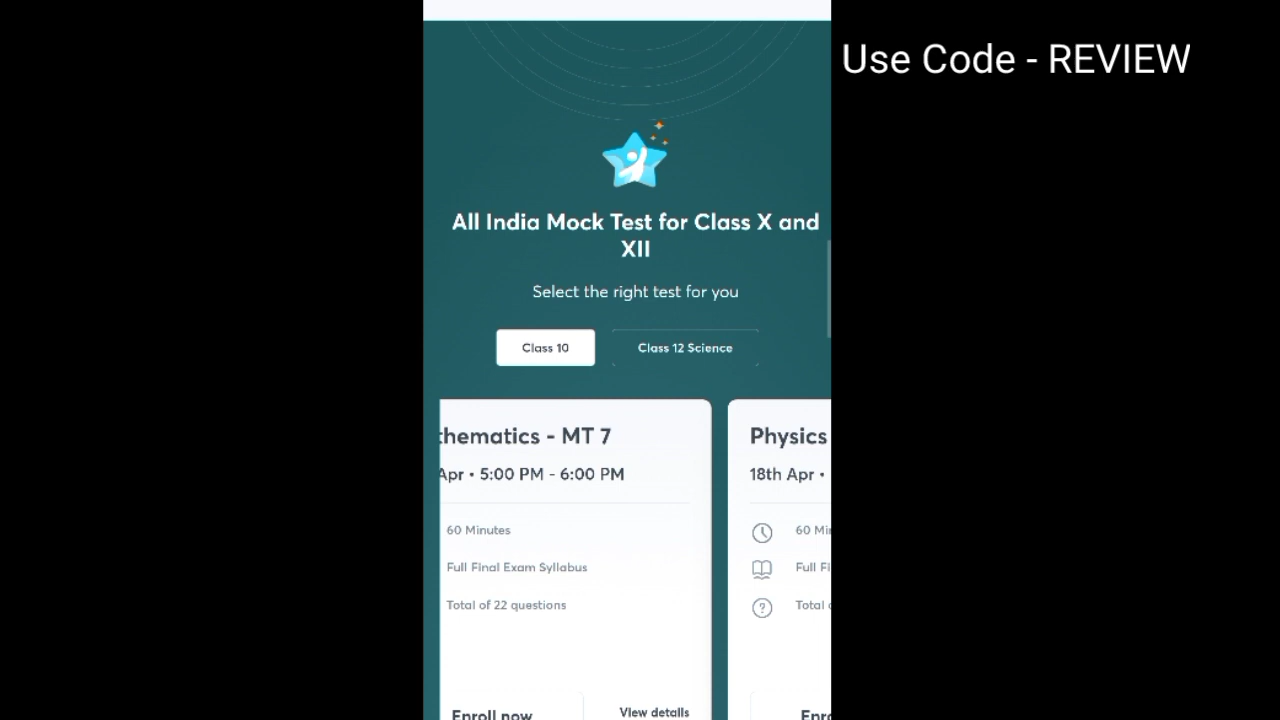 Use Code - REVIEW
All India Mock Test for Class X and
XII
Select the right test for you
Class 10
Class 12 Science
thematics - MT 7
Apr • 5:00 PM - 6:00 PM
60 Minutes
Full Final Exam Syllabus
Total of 22 questions
Enroll now
View details
Physics
18th Apr •
60 Mi
Full Fi
Total
Enro